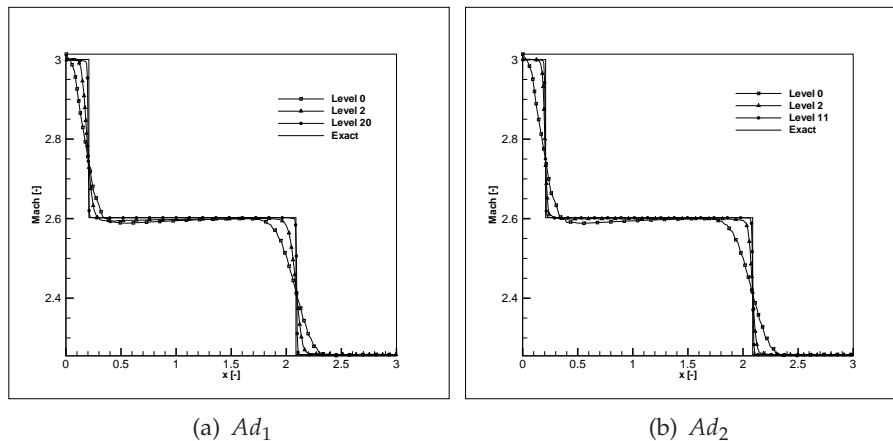 3
2.8
2.6
2.4
Mach [-]
0
0.5
1
1.5
2
2.5
3
x [-]
Level 0
Level 2
Level 20
Exact
(a) Ad1
3
2.8
2.6
2.4
Mach [-]
0
0.5
1
1.5
2
2.5
3
x [-]
Level 0
Level 2
Level 11
Exact
(b) Ad2